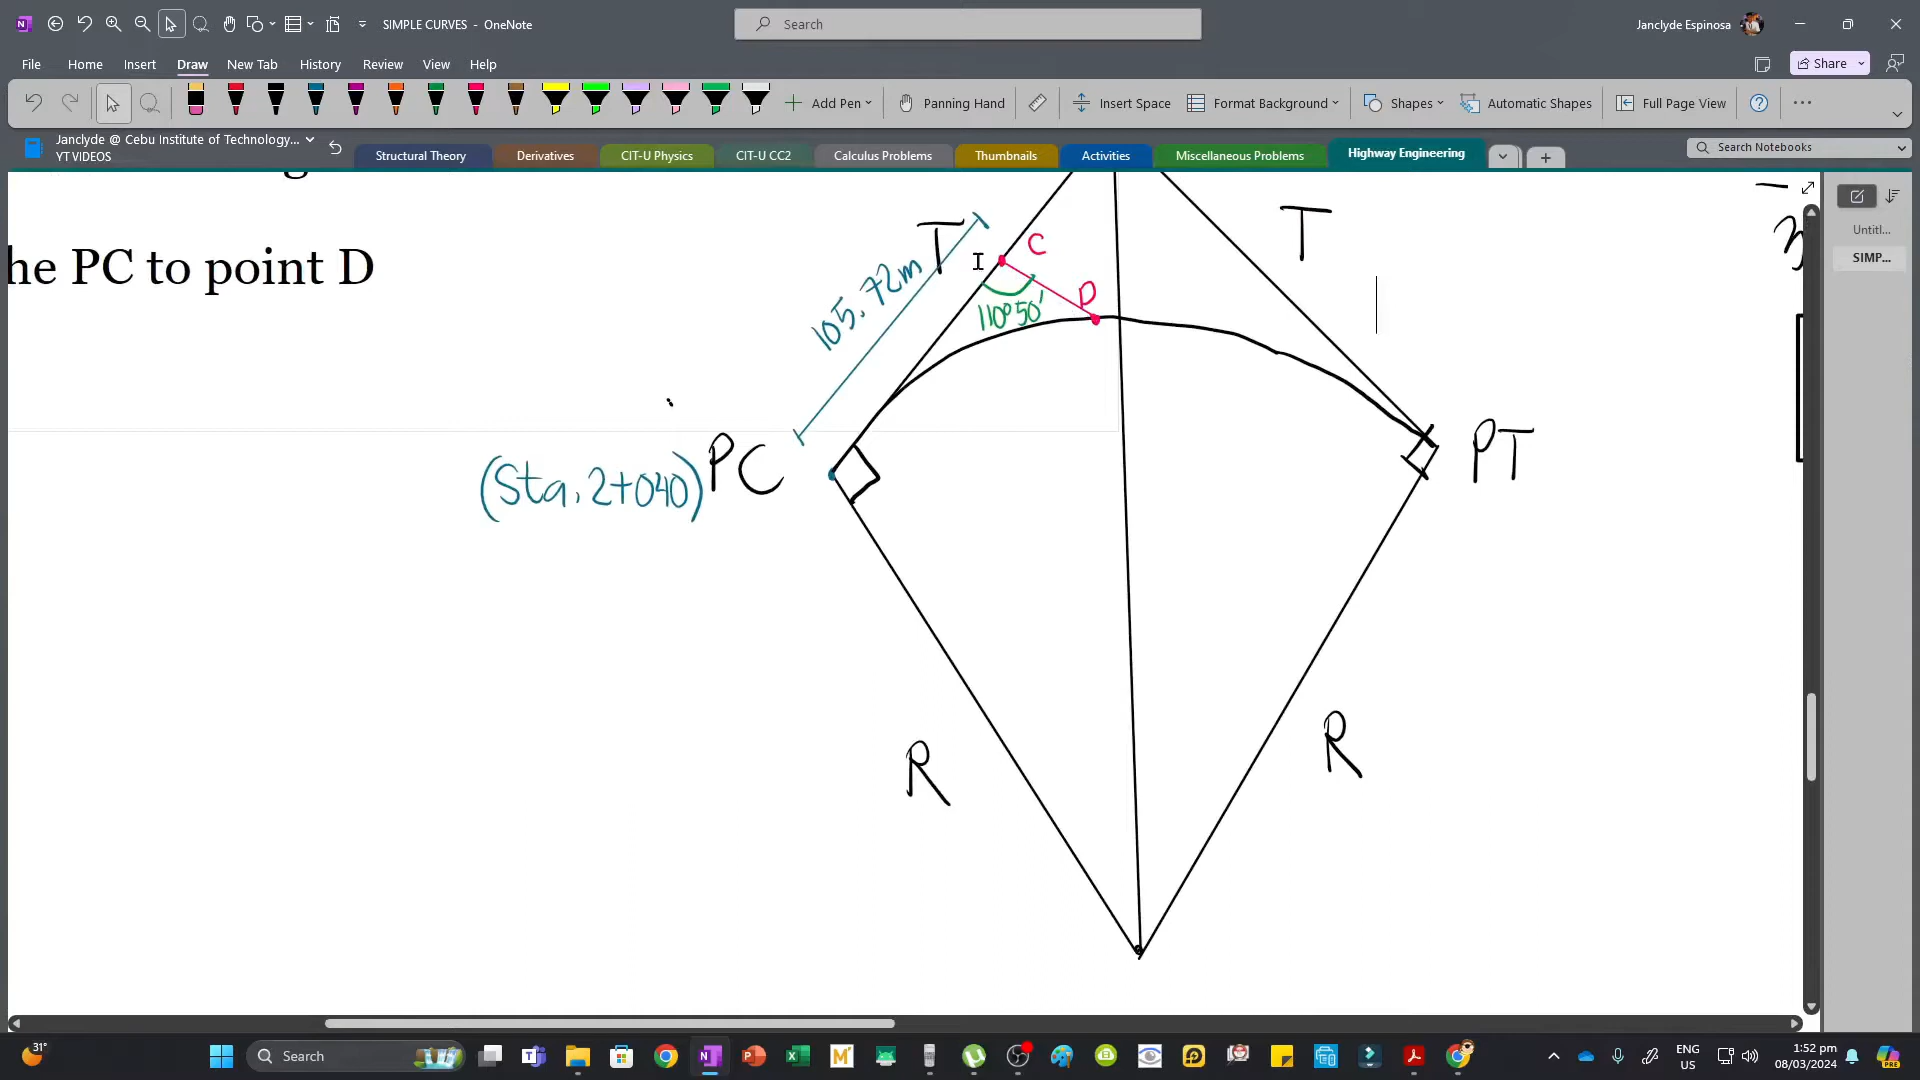 SIMPLE CURVES - OneNote
Search
Janclyde Espinosa
File Home Insert Draw New Tab History Review View Help
Share
Add Pen
Panning Hand
Insert Space
Format Background
Shapes
Automatic Shapes
Full Page View
Janclyde @ Cebu Institute of Technology...
YT VIDEOS
Structural Theory
Derivatives
CIT-U Physics
CIT-U CC2
Calculus Problems
Thumbnails
Activities
Miscellaneous Problems
Highway Engineering
Search Notebooks
Untitl...
SIMP...
he PC to point D
T
T
C
D
105.72m
110°50'
(Sta. 2+040) PC
PT
R
R
31°
Search
ENG
US
1:52 pm
08/03/2024